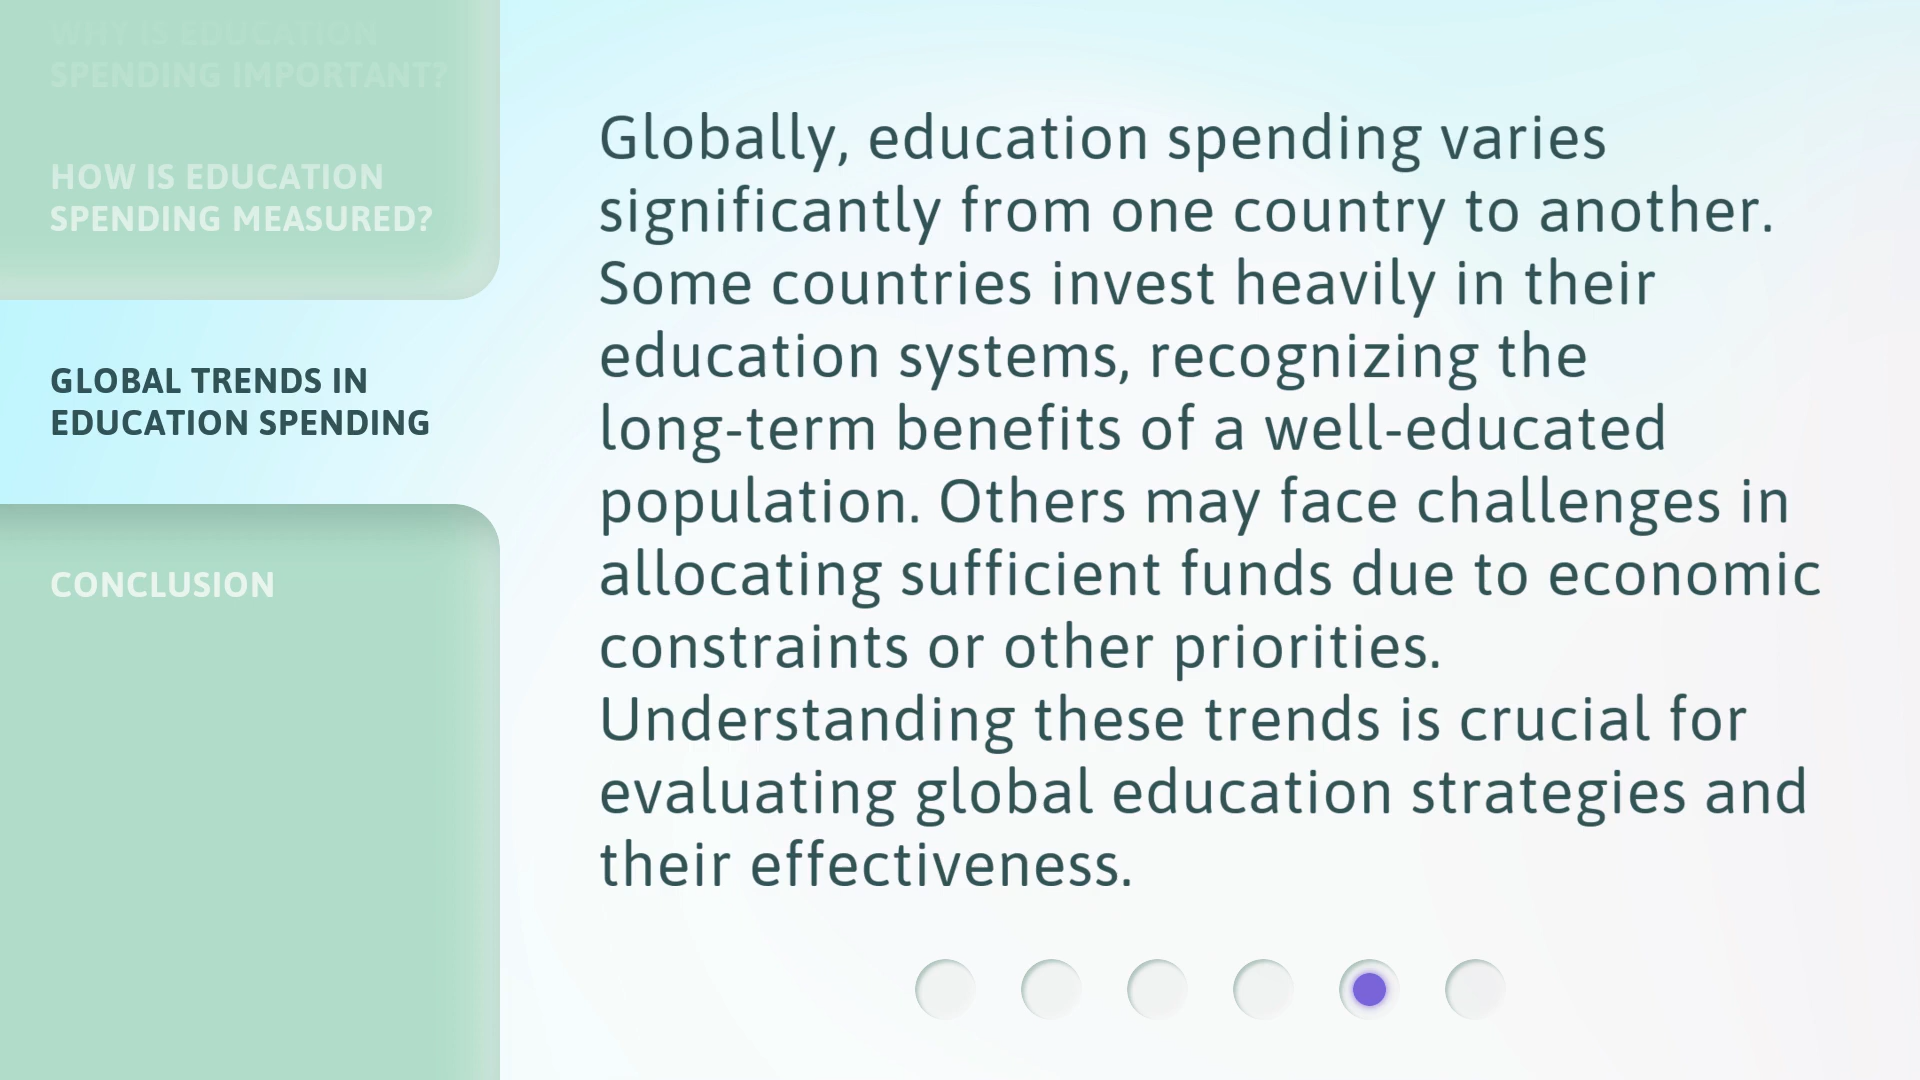 WHY IS EDUCATION
SPENDING IMPORTANT?
HOW IS EDUCATION
SPENDING MEASURED?
GLOBAL TRENDS IN
EDUCATION SPENDING
CONCLUSION
Globally, education spending varies
significantly from one country to another.
Some countries invest heavily in their
education systems, recognizing the
long-term benefits of a well-educated
population. Others may face challenges in
allocating sufficient funds due to economic
constraints or other priorities.
Understanding these trends is crucial for
evaluating global education strategies and
their effectiveness.